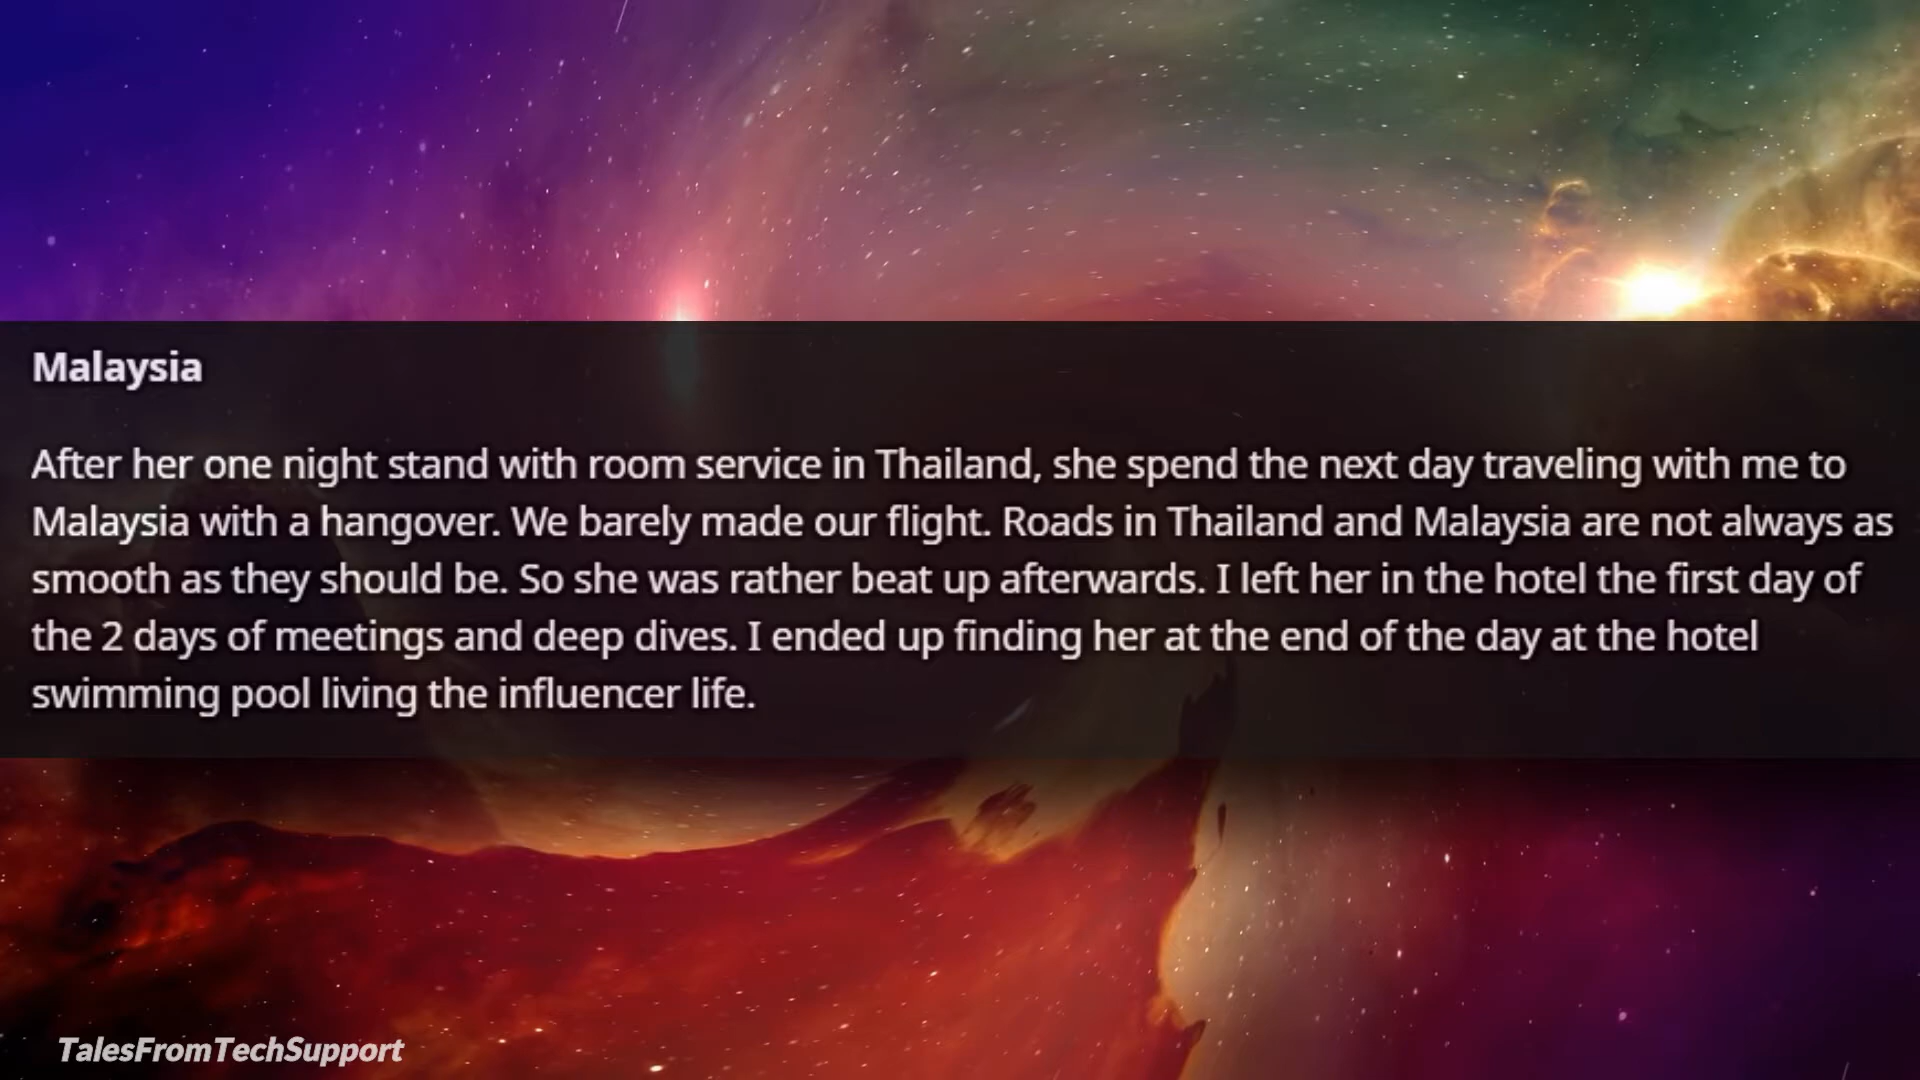 Malaysia
After her one night stand with room service in Thailand, she spend the next day traveling with me to
Malaysia with a hangover. We barely made our flight. Roads in Thailand and Malaysia are not always as
smooth as they should be. So she was rather beat up afterwards. I left her in the hotel the first day of
the 2 days of meetings and deep dives. I ended up finding her at the end of the day at the hotel
swimming pool living the influencer life.
TalesFromTechSupport